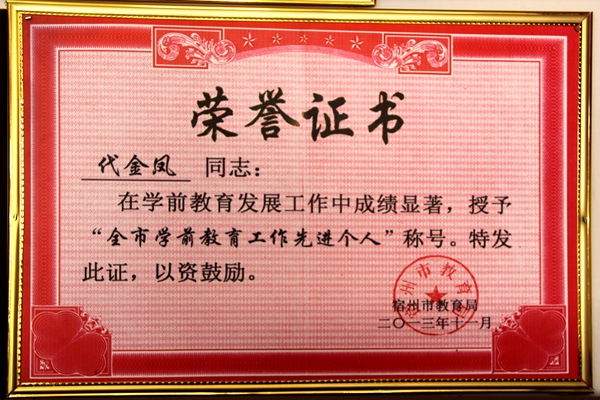 荣誉证书
代金凤 同志：
在学前教育发展工作中成绩显著，授予
“全市学前教育工作先进个人”称号。特发
此证，以资鼓励。
宿州市教育局
二〇一三年十一月